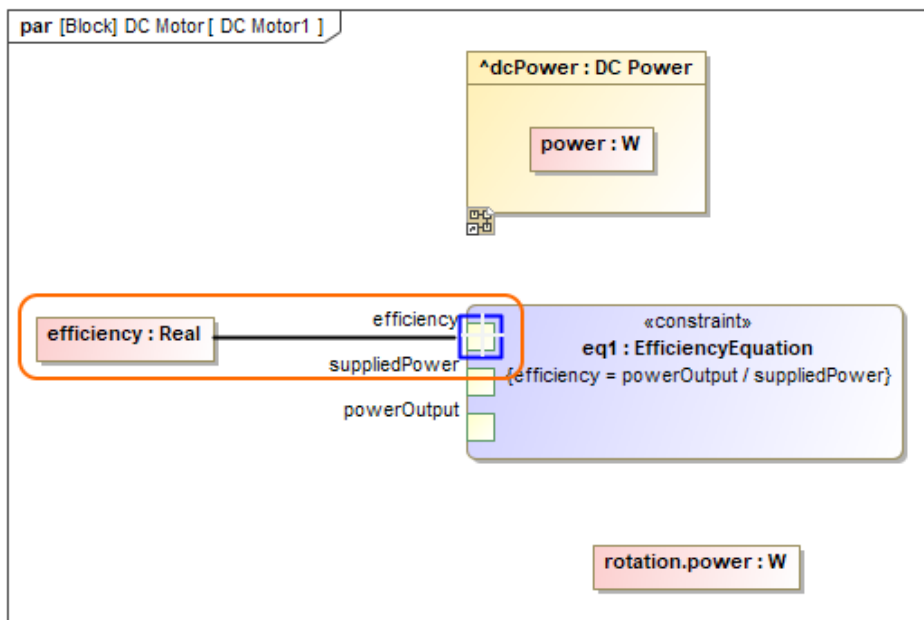 par [Block] DC Motor [ DC Motor1 ]
^dcPower : DC Power
power : W
efficiency : Real
efficiency
suppliedPower
powerOutput
«constraint»
eq1 : EfficiencyEquation
{efficiency = powerOutput / suppliedPower}
rotation.power : W